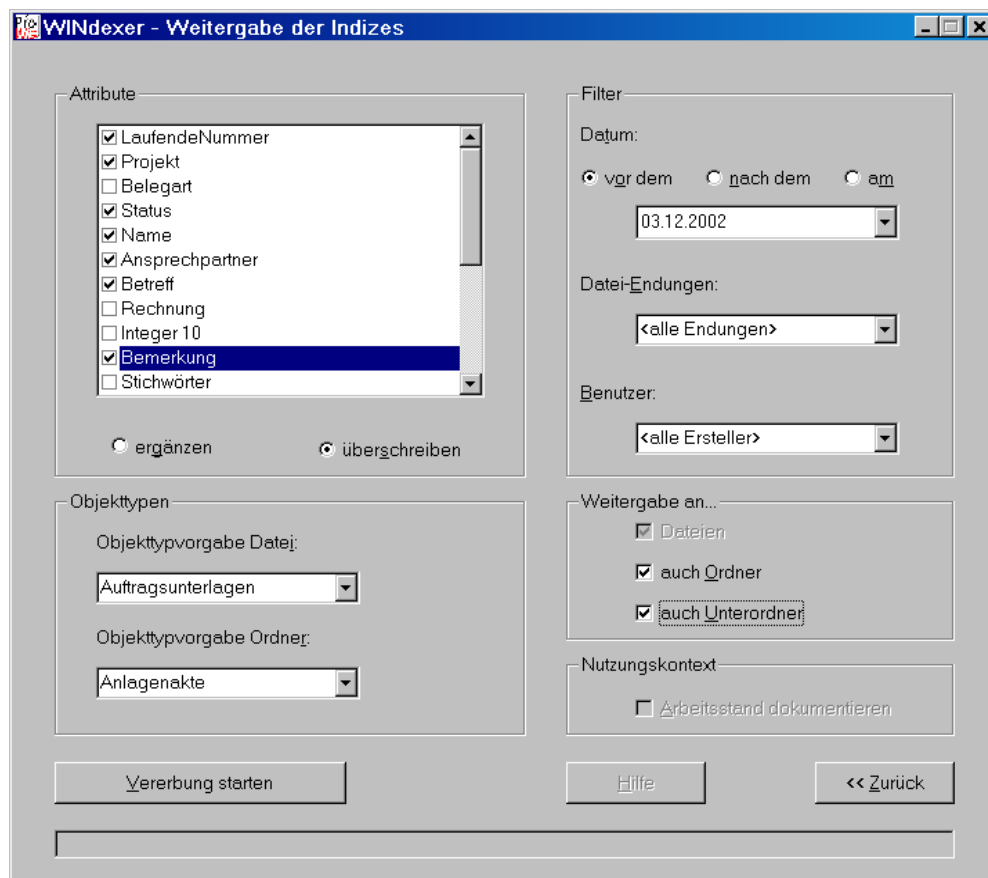 WINdexer - Weitergabe der Indizes
Attribute
LaufendeNummer
Projekt
Belegart
Status
Name
Ansprechpartner
Betreff
Rechnung
Integer 10
Bemerkung
Stichwörter
ergänzen
überschreiben
Filter
Datum:
vor dem
nach dem
am
03.12.2002
Datei-Endungen:
<alle Endungen>
Benutzer:
<alle Ersteller>
Objekttypen
Objekttypvorgabe Datei:
Auftragsunterlagen
Objekttypvorgabe Ordner:
Anlagenakte
Weitergabe an...
Dateien
auch Ordner
auch Unterordner
Nutzungskontext
Arbeitsstand dokumentieren
Vererbung starten
Hilfe
<< Zurück